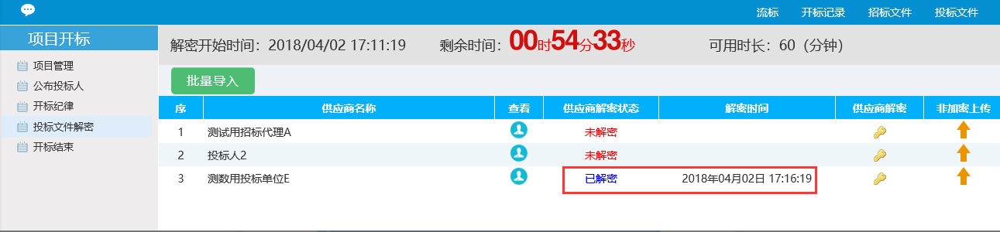 流标 开标记录 招标文件 投标文件
项目开标
解密开始时间：2018/04/02 17:11:19 剩余时间：00时54分33秒 可用时长：60（分钟）
项目管理
公布投标人
开标纪律
投标文件解密
开标结束
批量导入
序 供应商名称 查看 供应商解密状态 解密时间 供应商解密 非加密上传
1 测试用招标代理A 未解密
2 投标人2 未解密
3 测数用投标单位E 已解密 2018年04月02日 17:16:19